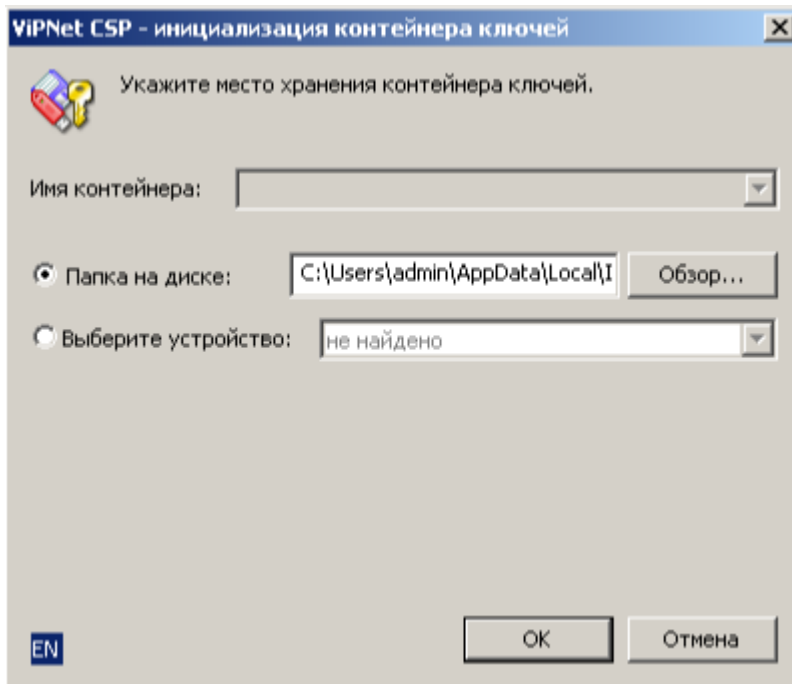 ViPNet CSP - инициализация контейнера ключей
Укажите место хранения контейнера ключей.
Имя контейнера:
Папка на диске: C:\Users\admin\AppData\Local\I Обзор...
Выберите устройство: не найдено
EN OK Отмена